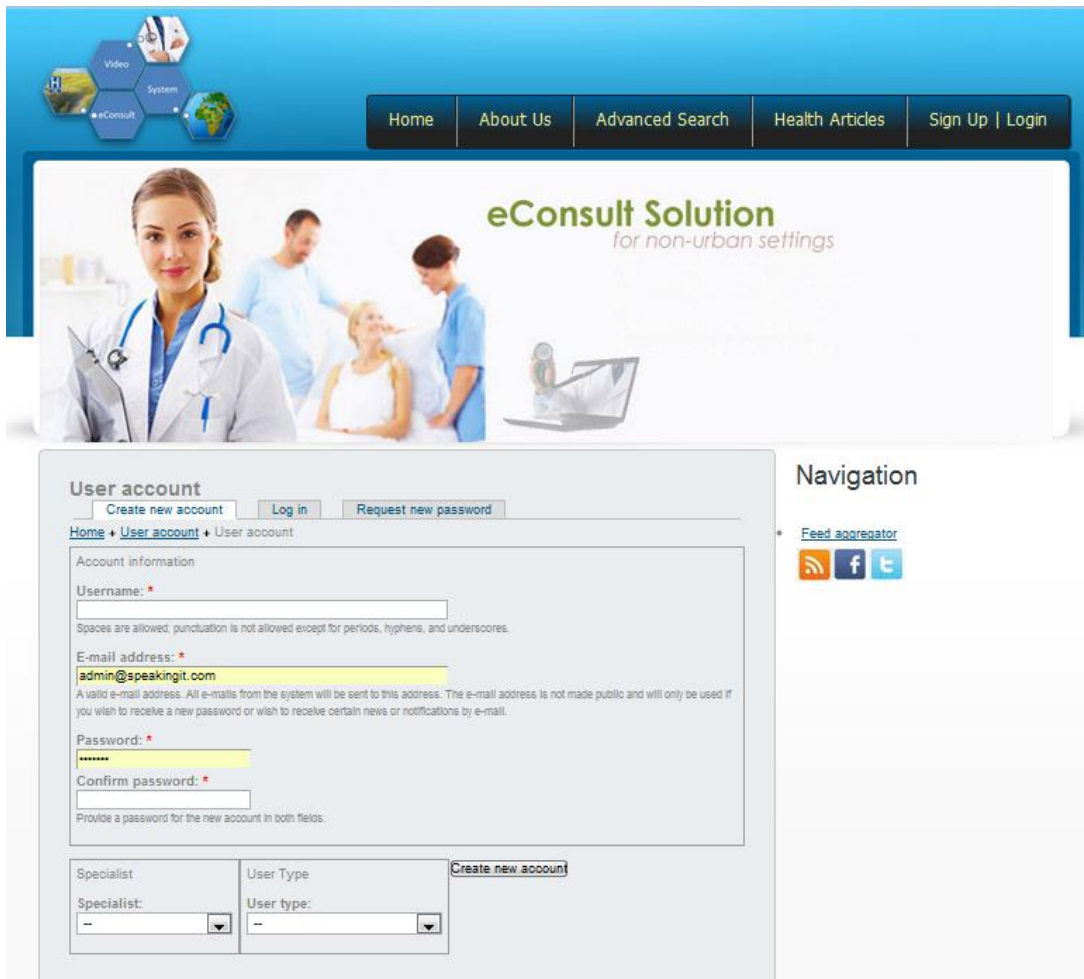 Video
System
H
eConsult
Home
About Us
Advanced Search
Health Articles
Sign Up | Login
eConsult Solution
for non-urban settings
User account
Create new account
Log in
Request new password
Home + User account + User account
Account information
Username: *
Spaces are allowed; punctuation is not allowed except for periods, hyphens, and underscores.
E-mail address: *
admin@speakingit.com
A valid e-mail address. All e-mails from the system will be sent to this address. The e-mail address is not made public and will only be used if
you wish to receive a new password or wish to receive certain news or notifications by e-mail.
Password: *
•••••••
Confirm password: *
Provide a password for the new account in both fields.
Specialist
Specialist:
--
User Type
User type:
--
Create new account
Navigation
Feed aggregator
f
t